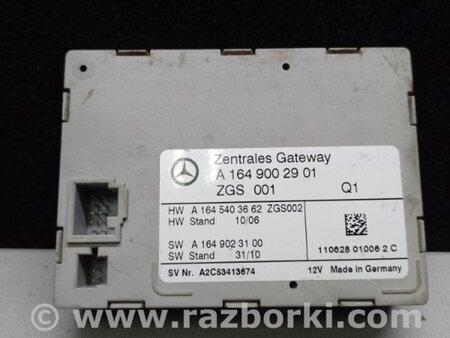 Zentrales Gateway
A 164 900 29 01
ZGS 001 Q1
HW A 164 540 36 62 ZGS002
HW Stand 10/06
SW A 164 902 31 00
SW Stand 31/10
110628 01006 2 C
SV Nr. A2C53413674 12V Made in Germany
www.razborki.com